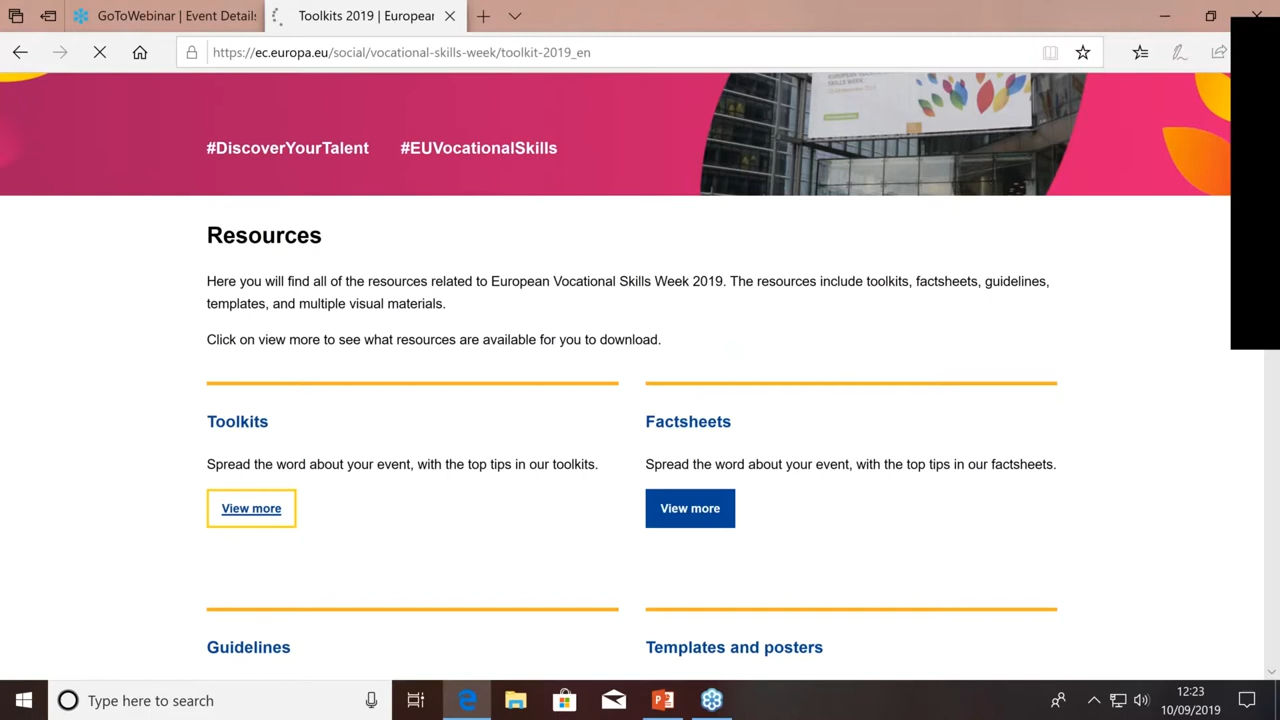 GoToWebinar | Event Details
Toolkits 2019 | European
https://ec.europa.eu/social/vocational-skills-week/toolkit-2019_en
SKILLS WEEK
#DiscoverYourTalent #EUVocationalSkills
Resources
Here you will find all of the resources related to European Vocational Skills Week 2019. The resources include toolkits, factsheets, guidelines,
templates, and multiple visual materials.
Click on view more to see what resources are available for you to download.
Toolkits
Spread the word about your event, with the top tips in our toolkits.
View more
Factsheets
Spread the word about your event, with the top tips in our factsheets.
View more
Guidelines
Templates and posters
Type here to search
12:23
10/09/2019